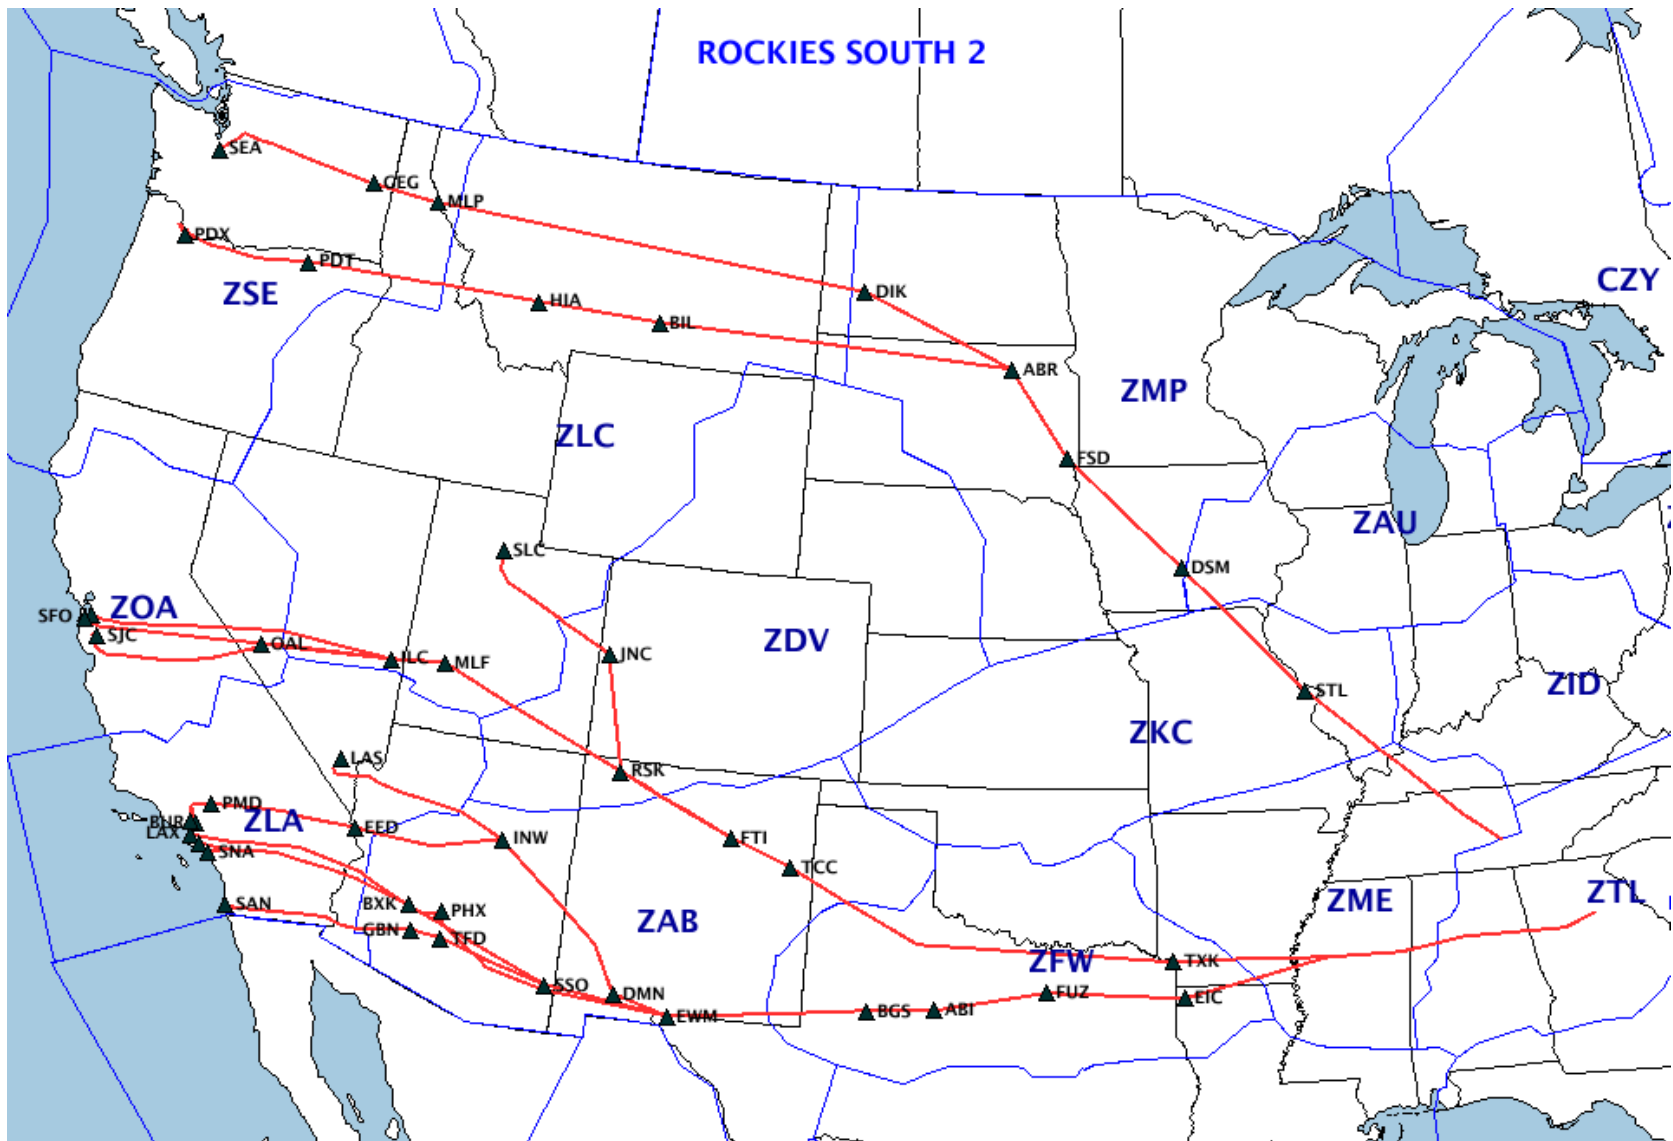 ROCKIES SOUTH 2
SEA
GEG
MLP
PDX
PDT
ZSE
HIA
BIL
DIK
CZY
ABR
ZMP
ZLC
FSD
ZAU
SLC
DSM
SFO
ZOA
SJC
OAL
ILC
MLF
JNC
ZDV
STL
ZID
ZKC
LAS
RSK
PMD
BUR
ZLA
LAX
EED
SNA
INW
FTI
TCC
SAN
BXK
PHX
GBN
TFD
ZAB
ZME
ZTL
ZFW
TXK
SSO
DMN
EWM
BGS
ABI
FUZ
EIC